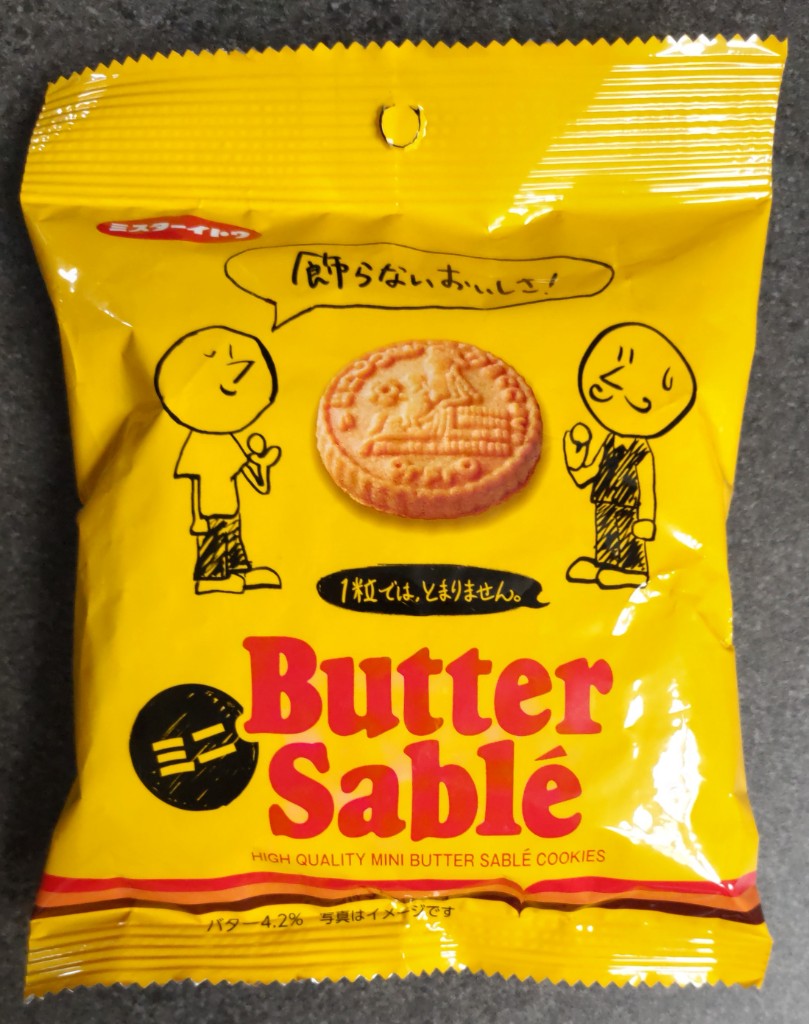 ミスターイトウ
飾らないおいしさ!
1粒では、とまりません。
ミニ
Butter
Sablé
HIGH QUALITY MINI BUTTER SABLÉ COOKIES
バター4.2% 写真はイメージです